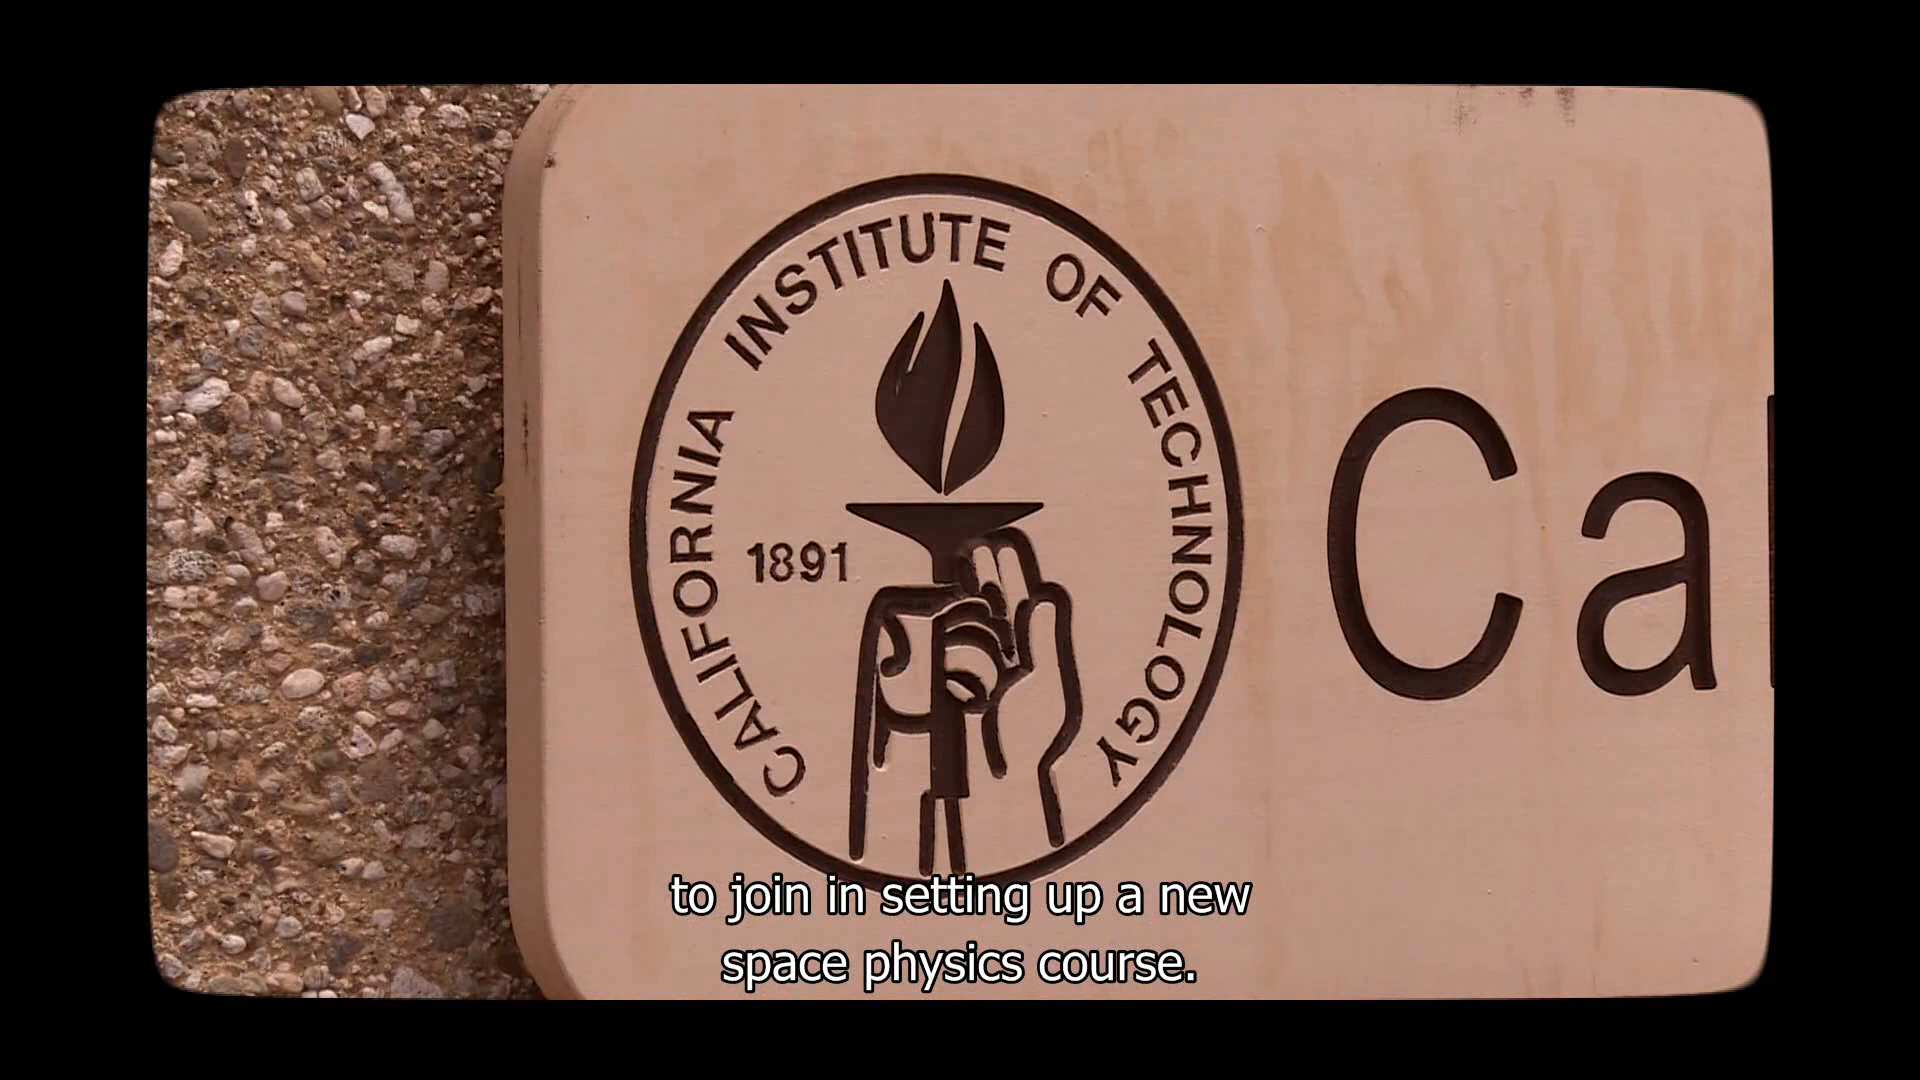 CALIFORNIA INSTITUTE OF TECHNOLOGY
1891
Ca
to join in setting up a new
space physics course.